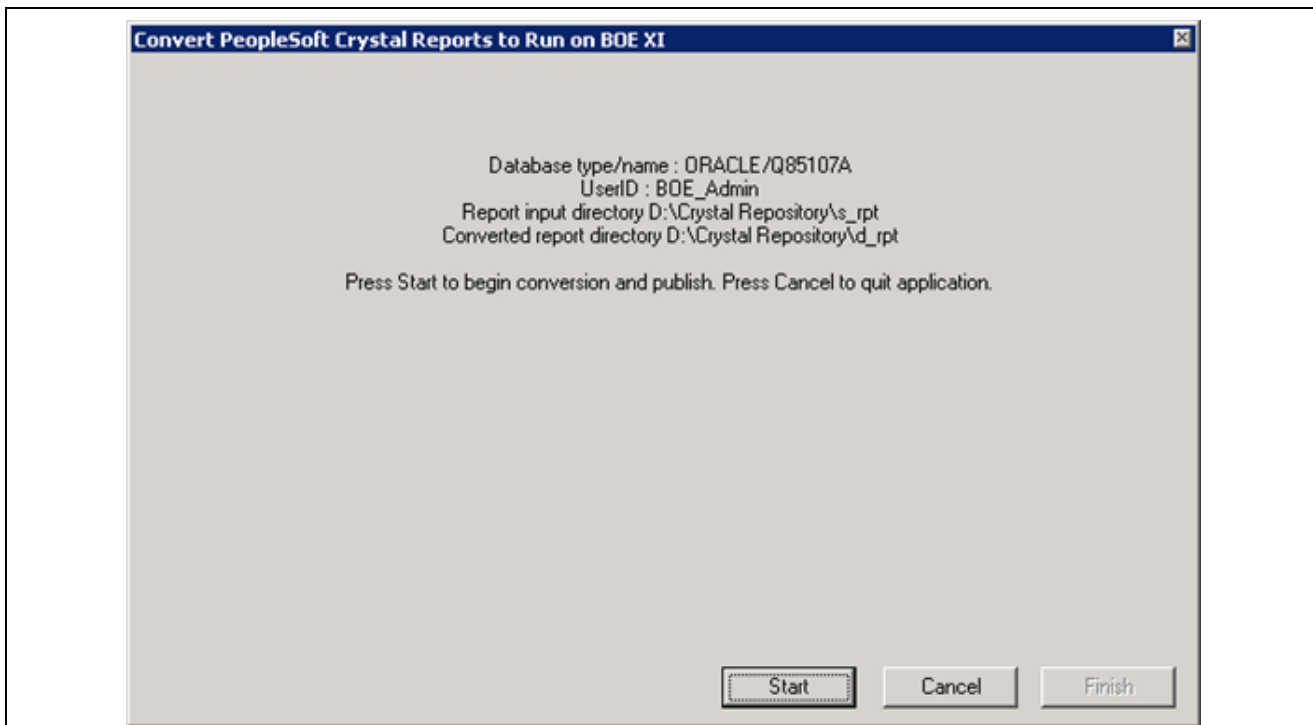 Convert PeopleSoft Crystal Reports to Run on BOE XI
Database type/name : ORACLE/Q85107A
UserID : BOE_Admin
Report input directory D:\Crystal Repository\s_rpt
Converted report directory D:\Crystal Repository\d_rpt
Press Start to begin conversion and publish. Press Cancel to quit application.
Start Cancel Finish